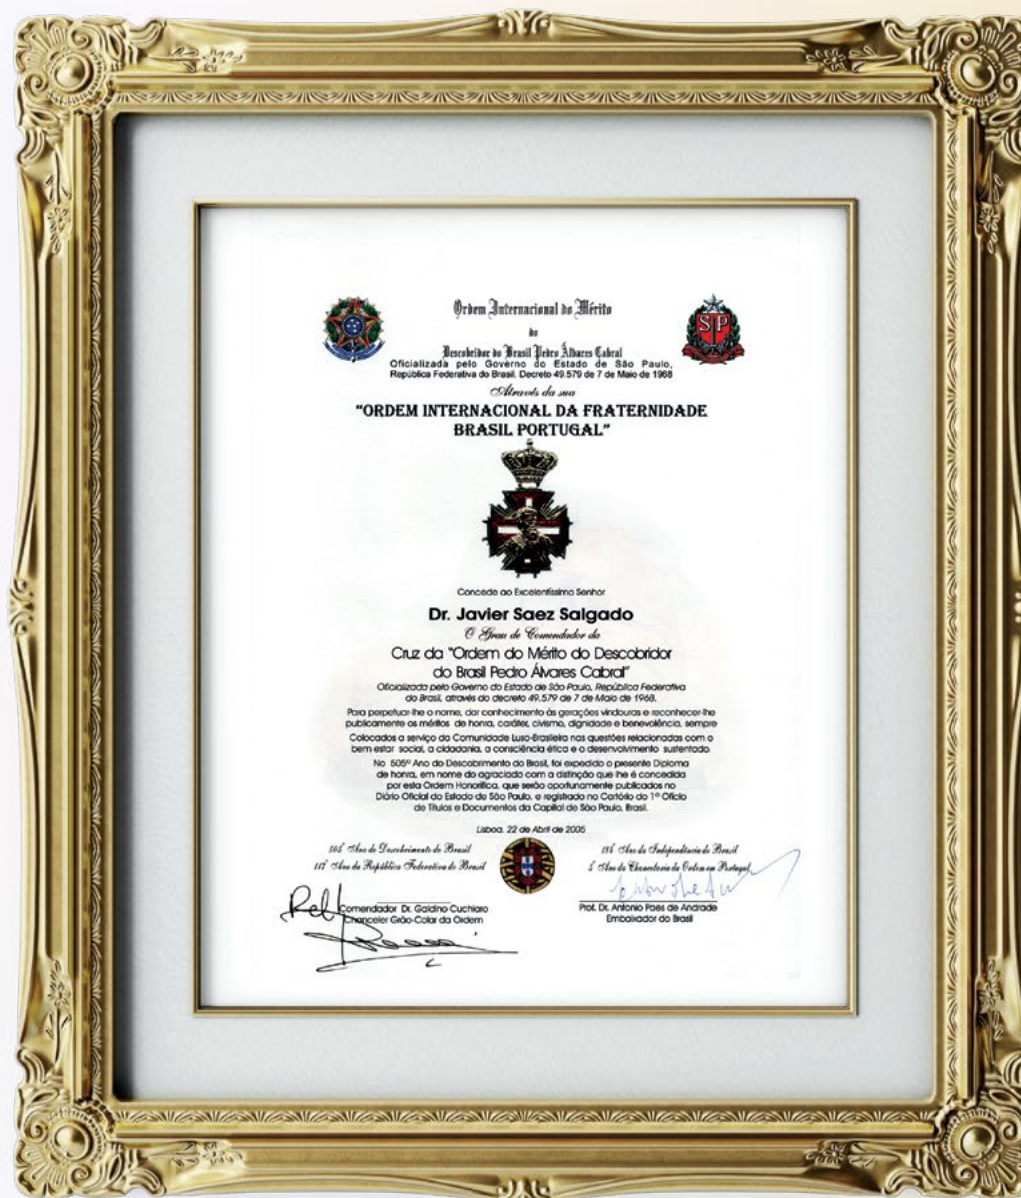 Ordem Internacional do Mérito
do
Descobridor do Brasil Pedro Álvares Cabral
Oficializada pelo Governo do Estado de São Paulo,
República Federativa do Brasil. Decreto 49.579 de 7 de Maio de 1968
Através da sua
"ORDEM INTERNACIONAL DA FRATERNIDADE
BRASIL PORTUGAL"
SP
Concede ao Excelentíssimo Senhor
Dr. Javier Saez Salgado
O Grau de Comendador da
Cruz da "Ordem do Mérito do Descobridor
do Brasil Pedro Álvares Cabral"
Oficializada pelo Governo do Estado de São Paulo, República Federativa
do Brasil, através do decreto 49.579 de 7 de Maio de 1968.
Para perpetuar-lhe o nome, dar conhecimento ás gerações vindouras e reconhecer-lhe
publicamente os méritos de honra, caráter, civismo, dignidade e benevolência, sempre
Colocados a serviço da Comunidade Luso-Brasileira nas questões relacionadas com o
bem estar social, a cidadania, a consciência ética e o desenvolvimento sustentado.
No 505º Ano do Descobrimento do Brasil, foi expedido o presente Diploma
de honra, em nome do agraciado com a distinção que lhe é concedida
por esta Ordem Honorífica, que serão oportunamente publicados no
Diário Oficial do Estado de São Paulo, e registrado no Cartório do 1º Ofício
de Títulos e Documentos da Capital de São Paulo, Brasil.
Lisboa, 22 de Abril de 2005
505º Ano do Descobrimento do Brasil
117º Ano da República Federativa do Brasil
Ano da Independência do Brasil
5º Ano da Chancelaria da Ordem em Portugal
Comendador Dr. Galdino Cuchiaro
Chanceler Grão-Colar da Ordem
Prof. Dr. Antonio Paes de Andrade
Embaixador do Brasil